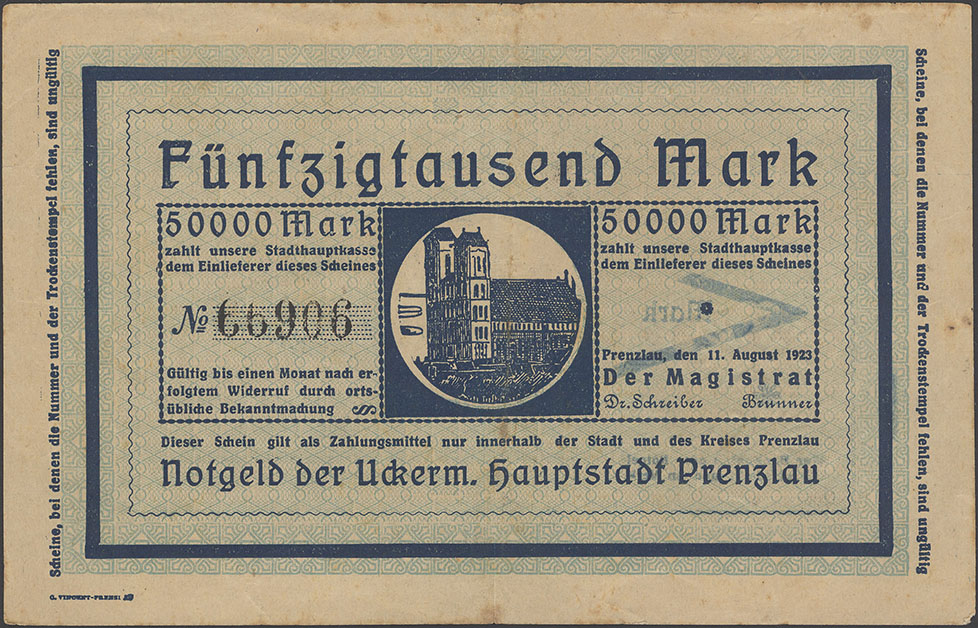 Fünfzigtausend Mark
50000 Mark
zahlt unsere Stadthauptkasse
dem Einlieferer dieses Scheines
№
Gültig bis einen Monat nach er-
folgtem Widerruf durch orts-
übliche Bekanntmachung
50000 Mark
zahlt unsere Stadthauptkasse
dem Einlieferer dieses Scheines
Mark
Prenzlau, den 11. August 1923
Der Magistrat
Dr. Schreiber Brunner
Dieser Schein gilt als Zahlungsmittel nur innerhalb der Stadt und des Kreises Prenzlau
Notgeld der Uckerm. Hauptstadt Prenzlau
Scheine, bei denen die Nummer und der Trockenstempel fehlen, sind ungültig
Scheine, bei denen die Nummer und der Trockenstempel fehlen, sind ungültig